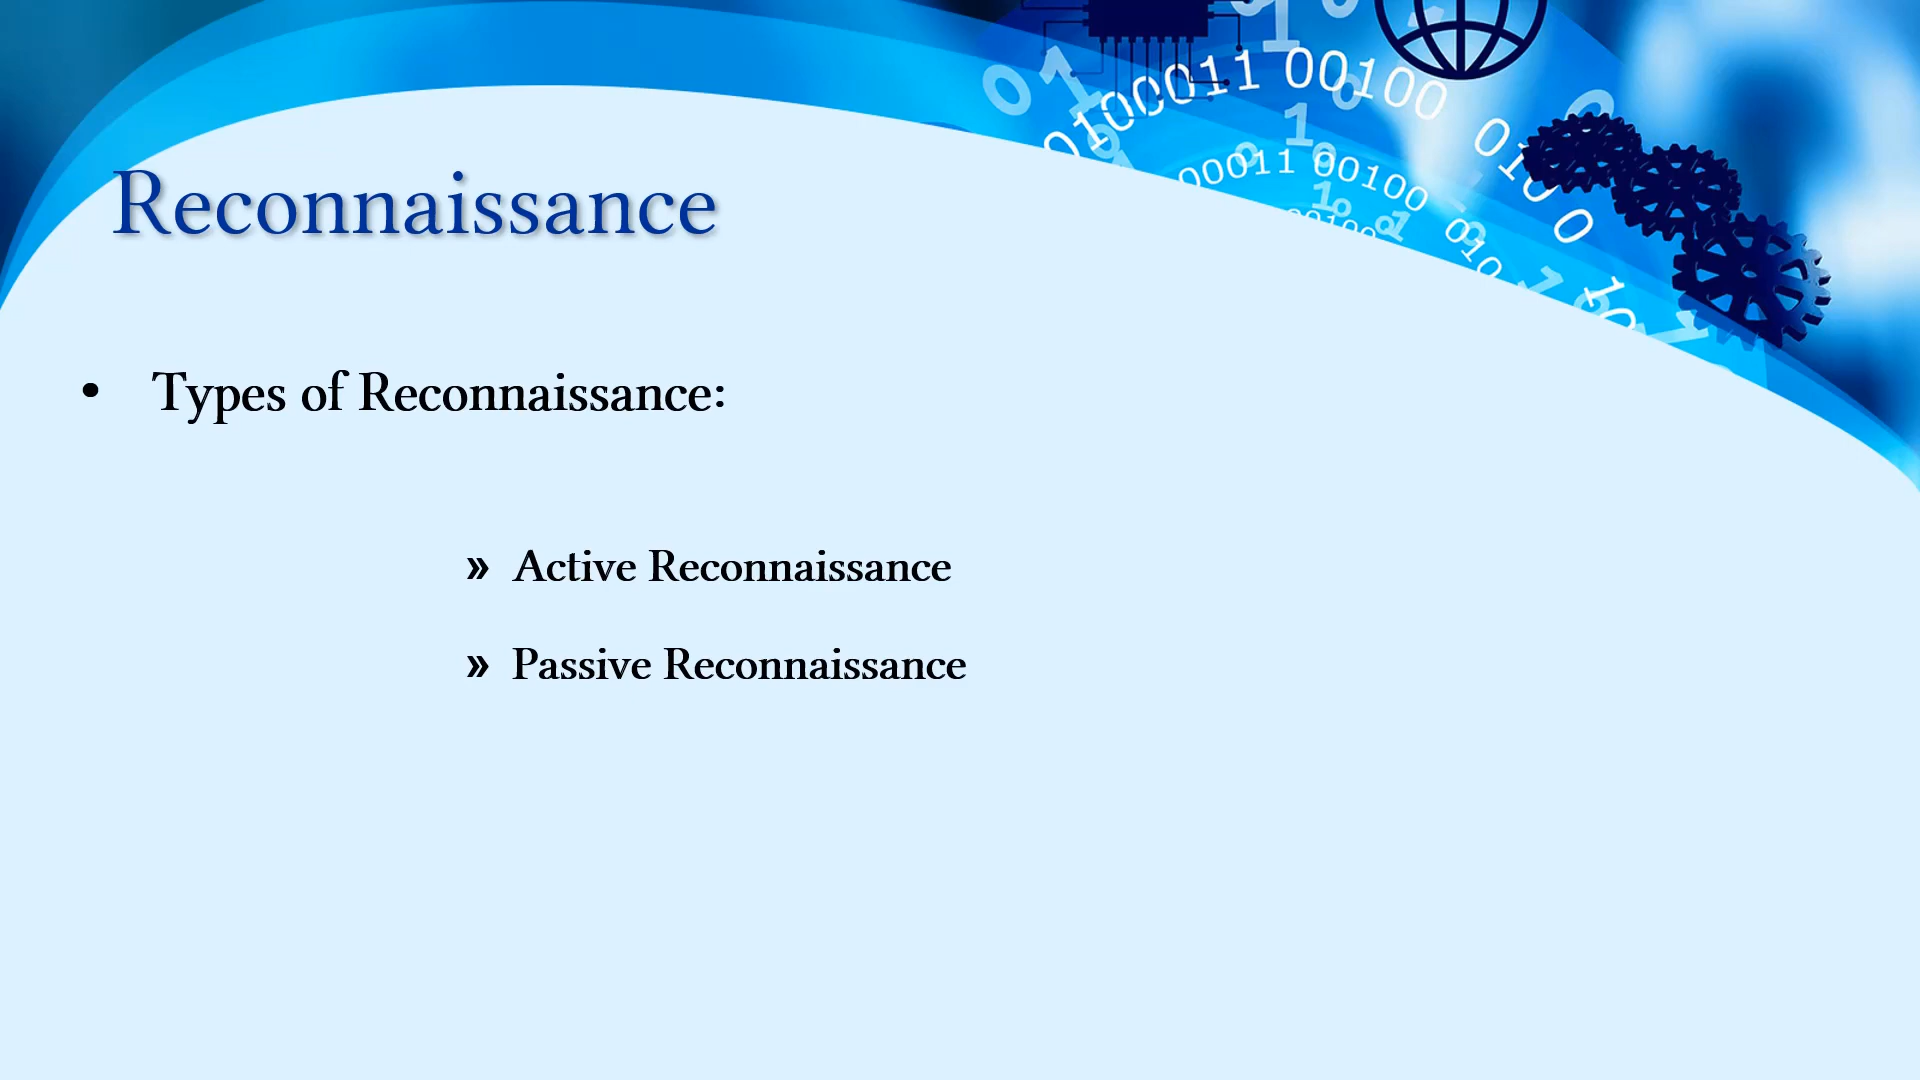 Reconnaissance
• Types of Reconnaissance:
» Active Reconnaissance
» Passive Reconnaissance